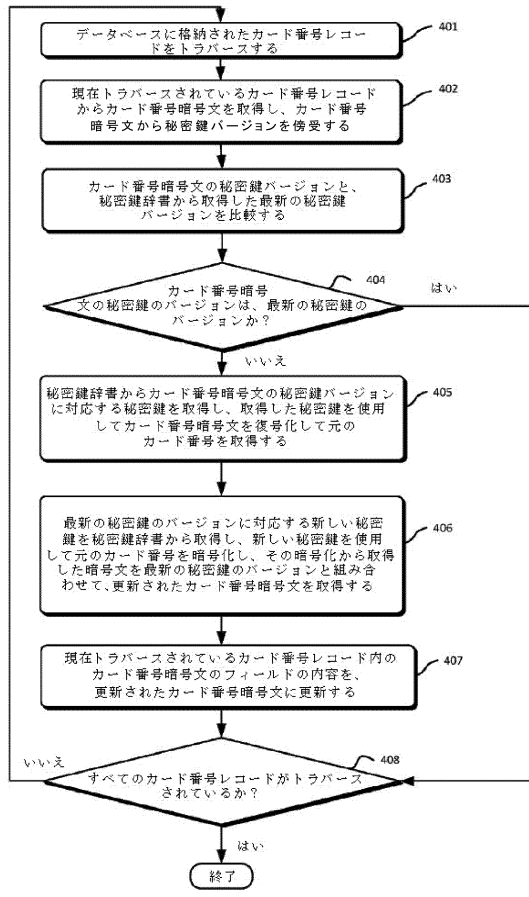 データベースに格納されたカード番号レコー
ドをトラバースする
401
現在トラバースされているカード番号レコード
からカード番号暗号文を取得し、カード番号
暗号文から秘密鍵バージョンを傍受する
402
カード番号暗号文の秘密鍵バージョンと、
秘密鍵辞書から取得した最新の秘密鍵
バージョンを比較する
403
カード番号暗号
文の秘密鍵のバージョンは、最新の秘密鍵の
バージョンか？
404
はい
いいえ
秘密鍵辞書からカード番号暗号文の秘密鍵バージョン
に対応する秘密鍵を取得し、取得した秘密鍵を使用
してカード番号暗号文を復号化して元の
カード番号を取得する
405
最新の秘密鍵のバージョンに対応する新しい秘密
鍵を秘密鍵辞書から取得し、新しい秘密鍵を使用
して元のカード番号を暗号化し、その暗号化から取得
した暗号文を最新の秘密鍵のバージョンと組み合
わせて、更新されたカード番号暗号文を取得する
406
現在トラバースされているカード番号レコード内の
カード番号暗号文のフィールドの内容を、
更新されたカード番号暗号文に更新する
407
いいえ
すべてのカード番号レコードがトラバース
されているか？
408
はい
終了